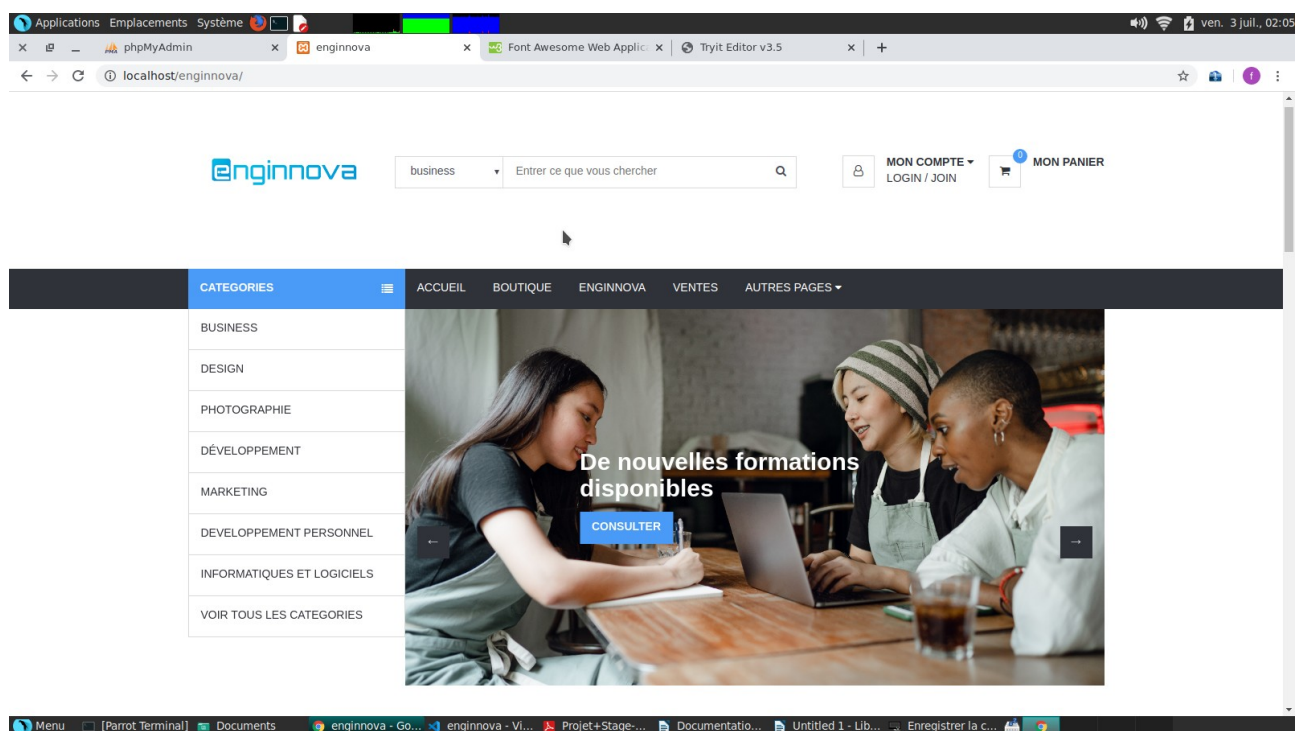 Applications Emplacements Système ven. 3 juil., 02:05
phpMyAdmin enginnova Font Awesome Web Applic Tryit Editor v3.5
localhost/enginnova/ f
enginnova business Entrer ce que vous chercher MON COMPTE 0 MON PANIER
LOGIN / JOIN
CATEGORIES ACCUEIL BOUTIQUE ENGINNOVA VENTES AUTRES PAGES
BUSINESS
DESIGN
PHOTOGRAPHIE
DÉVELOPPEMENT
MARKETING
DEVELOPPEMENT PERSONNEL
INFORMATIQUES ET LOGICIELS
VOIR TOUS LES CATEGORIES
De nouvelles formations
disponibles
CONSULTER
Menu [Parrot Terminal] Documents enginnova - Go... enginnova - Vi... Projet+Stage-... Documentatio... Untitled 1 - Lib... Enregistrer la c...